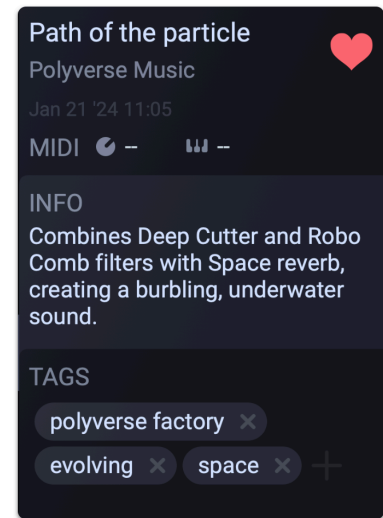 Path of the particle
Polyverse Music
Jan 21 '24 11:05
MIDI -- --
INFO
Combines Deep Cutter and Robo
Comb filters with Space reverb,
creating a burbling, underwater
sound.
TAGS
polyverse factory ×
evolving × space × +